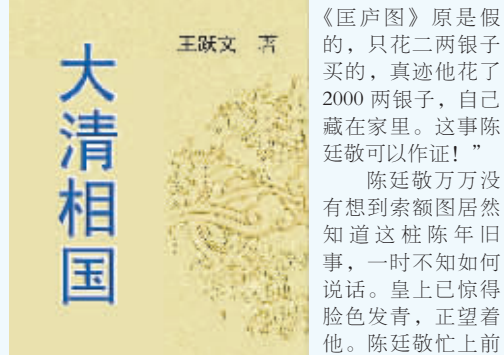 王跃文 著
大清相国
《匡庐图》原是假
的，只花二两银子
买的，真迹他花了
2000 两银子，自己
藏在家里。这事陈
廷敬可以作证！”
陈廷敬万万没
有想到索额图居然
知道这桩陈年旧
事，一时不知如何
说话。皇上已惊得
脸色发青，正望着
他。陈廷敬忙上前